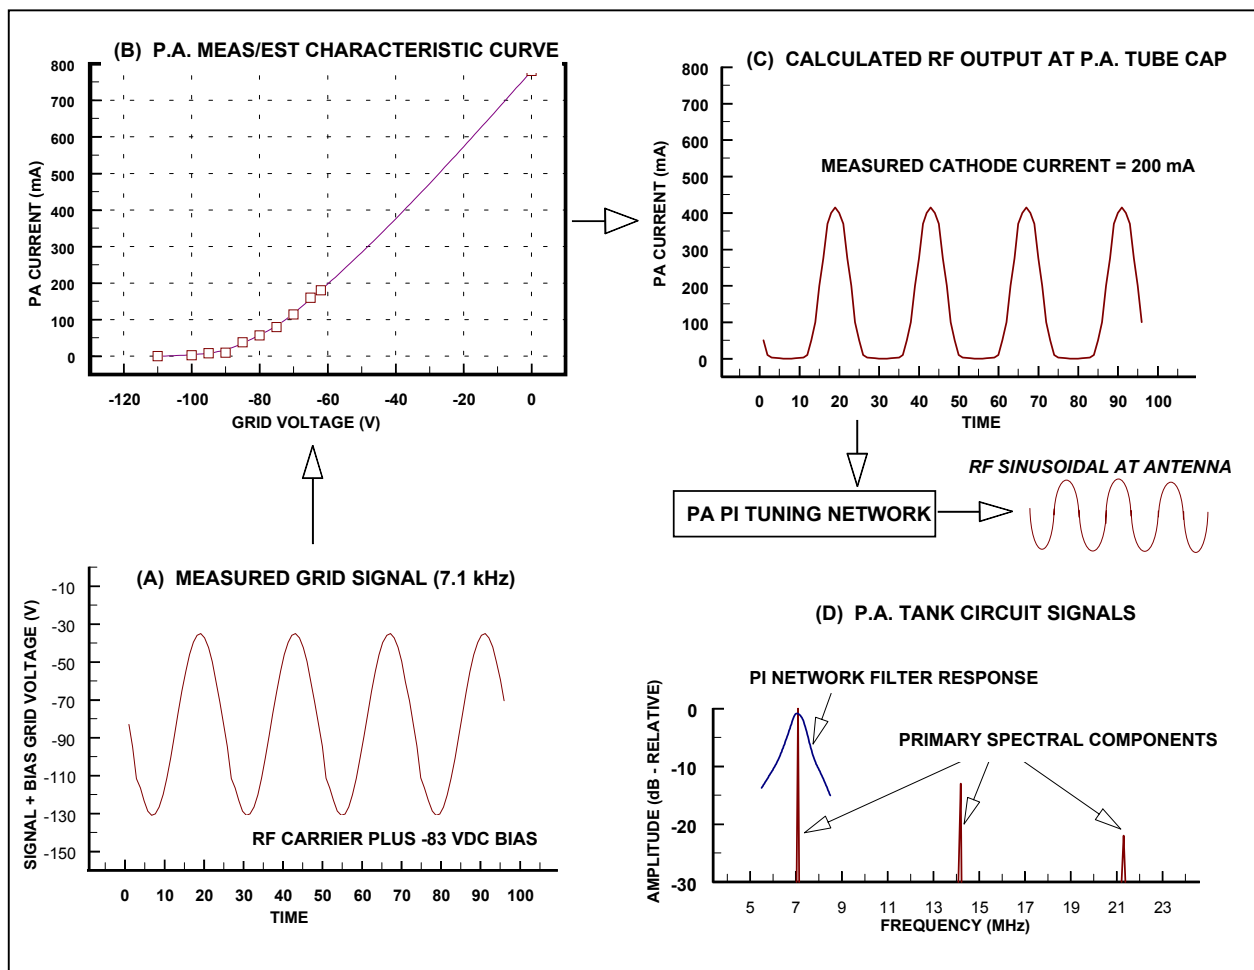 (B) P.A. MEAS/EST CHARACTERISTIC CURVE
800
700
600
500
400
300
200
100
0
PA CURRENT (mA)
-120 -100 -80 -60 -40 -20 0
GRID VOLTAGE (V)
(C) CALCULATED RF OUTPUT AT P.A. TUBE CAP
800
700
600
500
400
300
200
100
0
PA CURRENT (mA)
MEASURED CATHODE CURRENT = 200 mA
0 10 20 30 40 50 60 70 80 90 100
TIME
PA PI TUNING NETWORK
RF SINUSOIDAL AT ANTENNA
(A) MEASURED GRID SIGNAL (7.1 kHz)
-10
-30
-50
-70
-90
-110
-130
-150
SIGNAL + BIAS GRID VOLTAGE (V)
RF CARRIER PLUS -83 VDC BIAS
0 10 20 30 40 50 60 70 80 90 100
TIME
(D) P.A. TANK CIRCUIT SIGNALS
PI NETWORK FILTER RESPONSE
PRIMARY SPECTRAL COMPONENTS
0
-10
-20
-30
AMPLITUDE (dB - RELATIVE)
5 7 9 11 13 15 17 19 21 23
FREQUENCY (MHz)